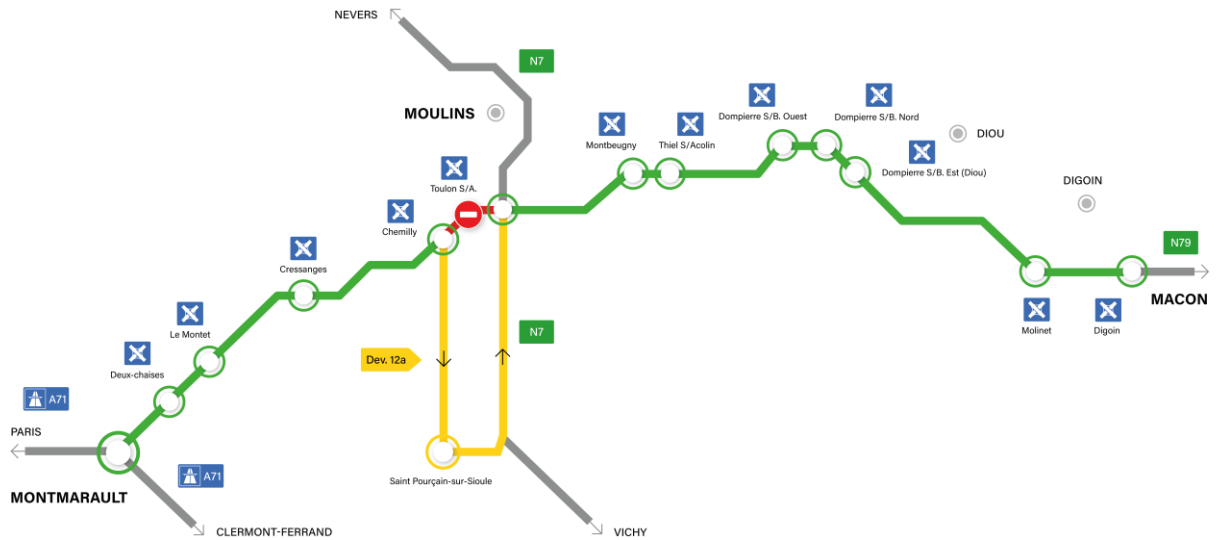 NEVERS
N7
MOULINS
Dompierre S/B. Ouest
Dompierre S/B. Nord
DIOU
Montbeugny
Thiel S/Acolin
Dompierre S/B. Est (Diou)
Toulon S/A.
DIGOIN
Chemilly
N79
Cressanges
MACON
Le Montet
Molinet
Digoin
N7
Dev. 12a
Deux-chaises
A71
PARIS
A71
Saint Pourçain-sur-Sioule
MONTMARAULT
CLERMONT-FERRAND
VICHY